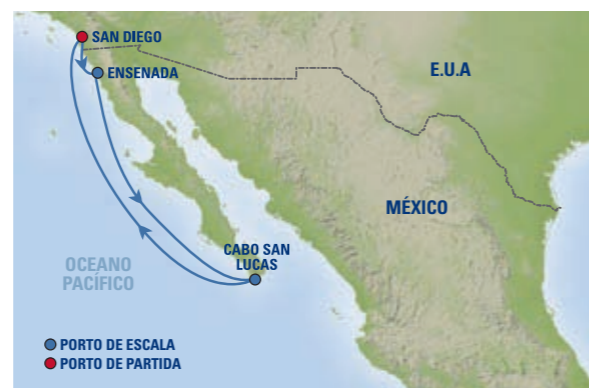 SAN DIEGO
ENSENADA
E.U.A
MÉXICO
CABO SAN
LUCAS
OCEANO
PACÍFICO
PORTO DE ESCALA
PORTO DE PARTIDA